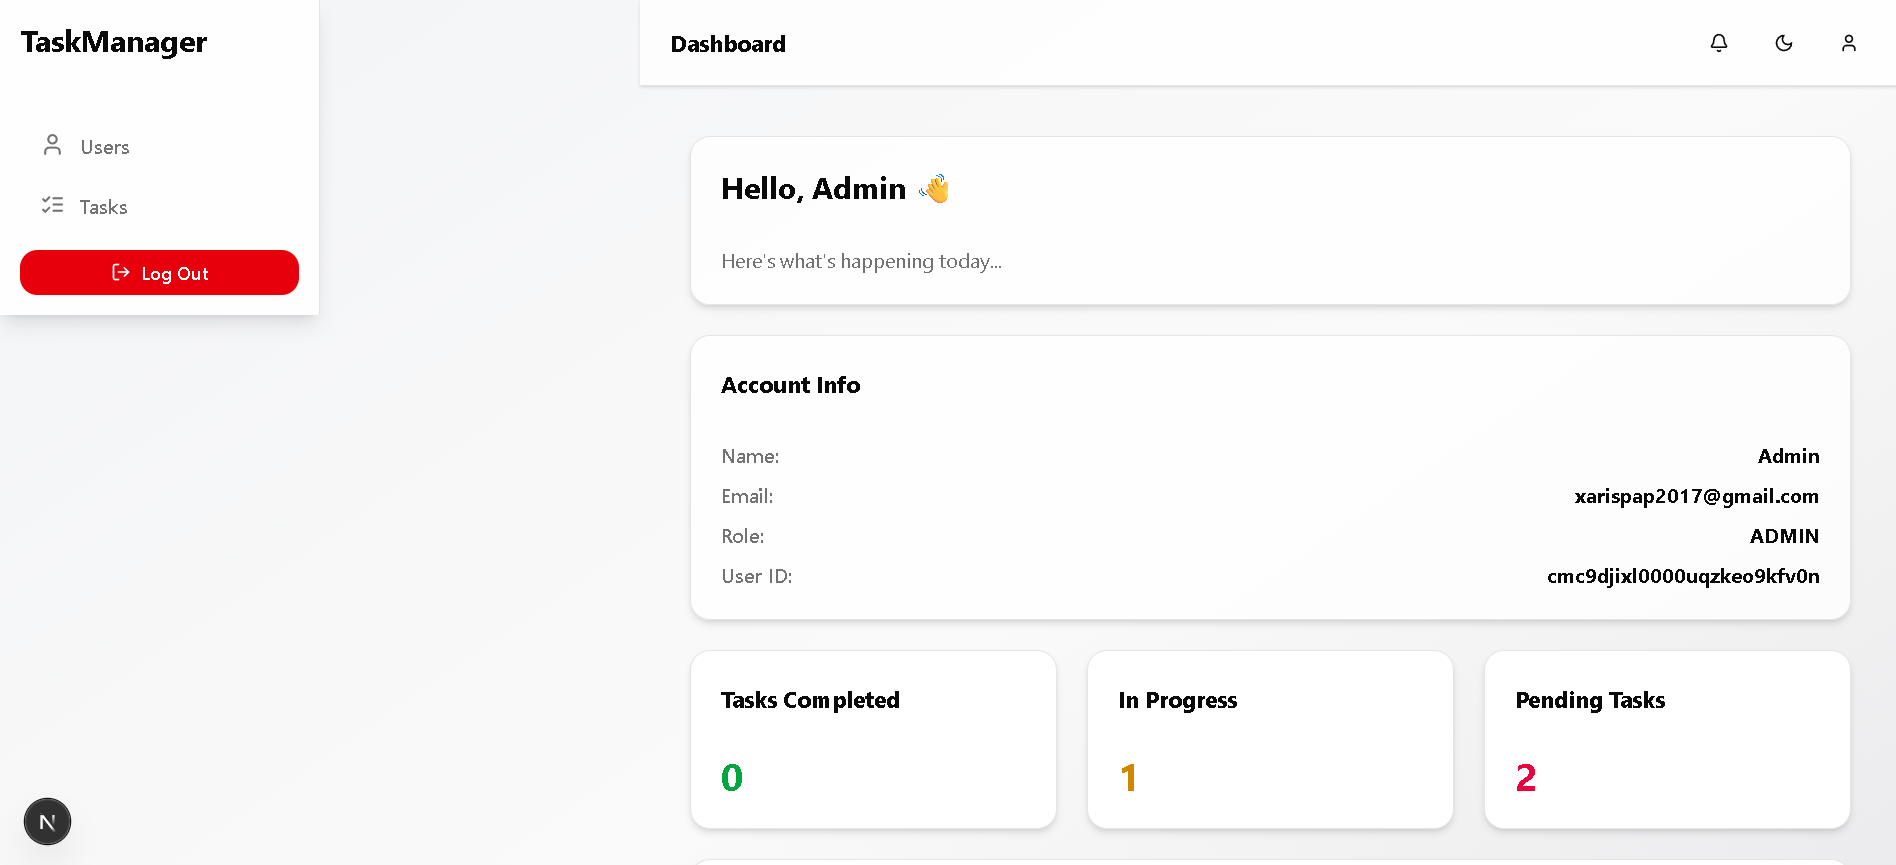 TaskManager
Users
Tasks
Log Out
Dashboard
Hello, Admin 👋
Here's what's happening today...
Account Info
Name: Admin
Email: xarispap2017@gmail.com
Role: ADMIN
User ID: cmc9djixl0000uqzkeo9kfv0n
Tasks Completed
0
In Progress
1
Pending Tasks
2
N